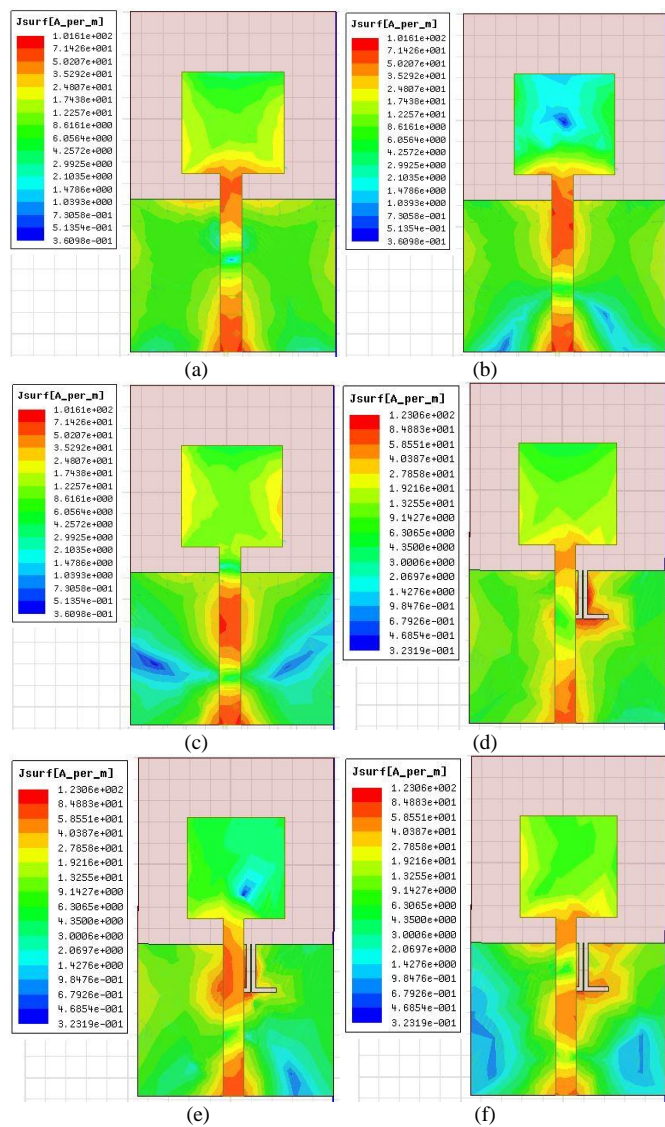 Jsurf[A_per_m]
1.0161e+002
7.1426e+001
5.0207e+001
3.5292e+001
2.4807e+001
1.7438e+001
1.2257e+001
8.6161e+000
6.0564e+000
4.2572e+000
2.9925e+000
2.1035e+000
1.4786e+000
1.0393e+000
7.3058e-001
5.1354e-001
3.6098e-001
(a)
Jsurf[A_per_m]
1.0161e+002
7.1426e+001
5.0207e+001
3.5292e+001
2.4807e+001
1.7438e+001
1.2257e+001
8.6161e+000
6.0564e+000
4.2572e+000
2.9925e+000
2.1035e+000
1.4786e+000
1.0393e+000
7.3058e-001
5.1354e-001
3.6098e-001
(b)
Jsurf[A_per_m]
1.0161e+002
7.1426e+001
5.0207e+001
3.5292e+001
2.4807e+001
1.7438e+001
1.2257e+001
8.6161e+000
6.0564e+000
4.2572e+000
2.9925e+000
2.1035e+000
1.4786e+000
1.0393e+000
7.3058e-001
5.1354e-001
3.6098e-001
(c)
Jsurf[A_per_m]
1.2306e+002
8.4883e+001
5.8551e+001
4.0387e+001
2.7858e+001
1.9216e+001
1.3255e+001
9.1427e+000
6.3065e+000
4.3500e+000
3.0006e+000
2.0697e+000
1.4276e+000
9.8476e-001
6.7926e-001
4.6854e-001
3.2319e-001
(d)
Jsurf[A_per_m]
1.2306e+002
8.4883e+001
5.8551e+001
4.0387e+001
2.7858e+001
1.9216e+001
1.3255e+001
9.1427e+000
6.3065e+000
4.3500e+000
3.0006e+000
2.0697e+000
1.4276e+000
9.8476e-001
6.7926e-001
4.6854e-001
3.2319e-001
(e)
Jsurf[A_per_m]
1.2306e+002
8.4883e+001
5.8551e+001
4.0387e+001
2.7858e+001
1.9216e+001
1.3255e+001
9.1427e+000
6.3065e+000
4.3500e+000
3.0006e+000
2.0697e+000
1.4276e+000
9.8476e-001
6.7926e-001
4.6854e-001
3.2319e-001
(f)